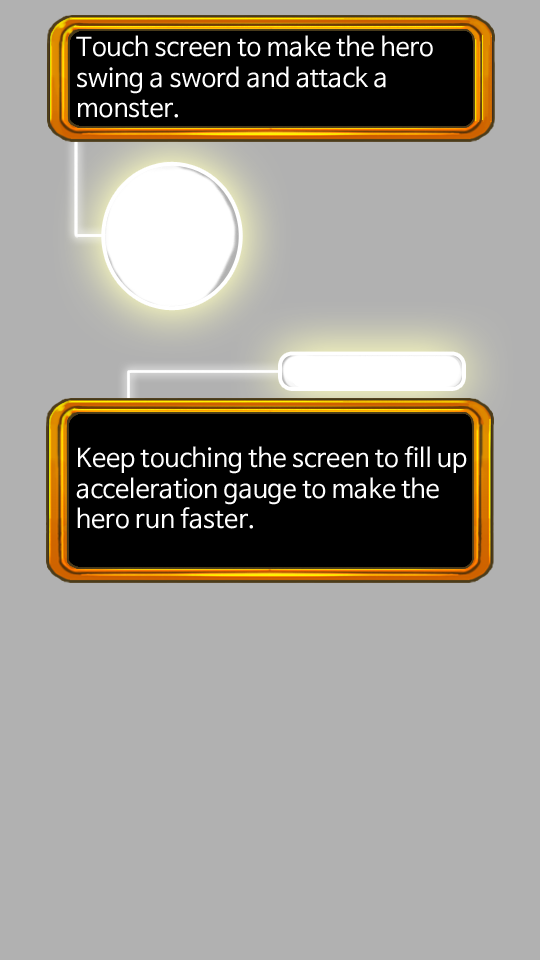 Touch screen to make the hero
swing a sword and attack a
monster.
Keep touching the screen to fill up
acceleration gauge to make the
hero run faster.